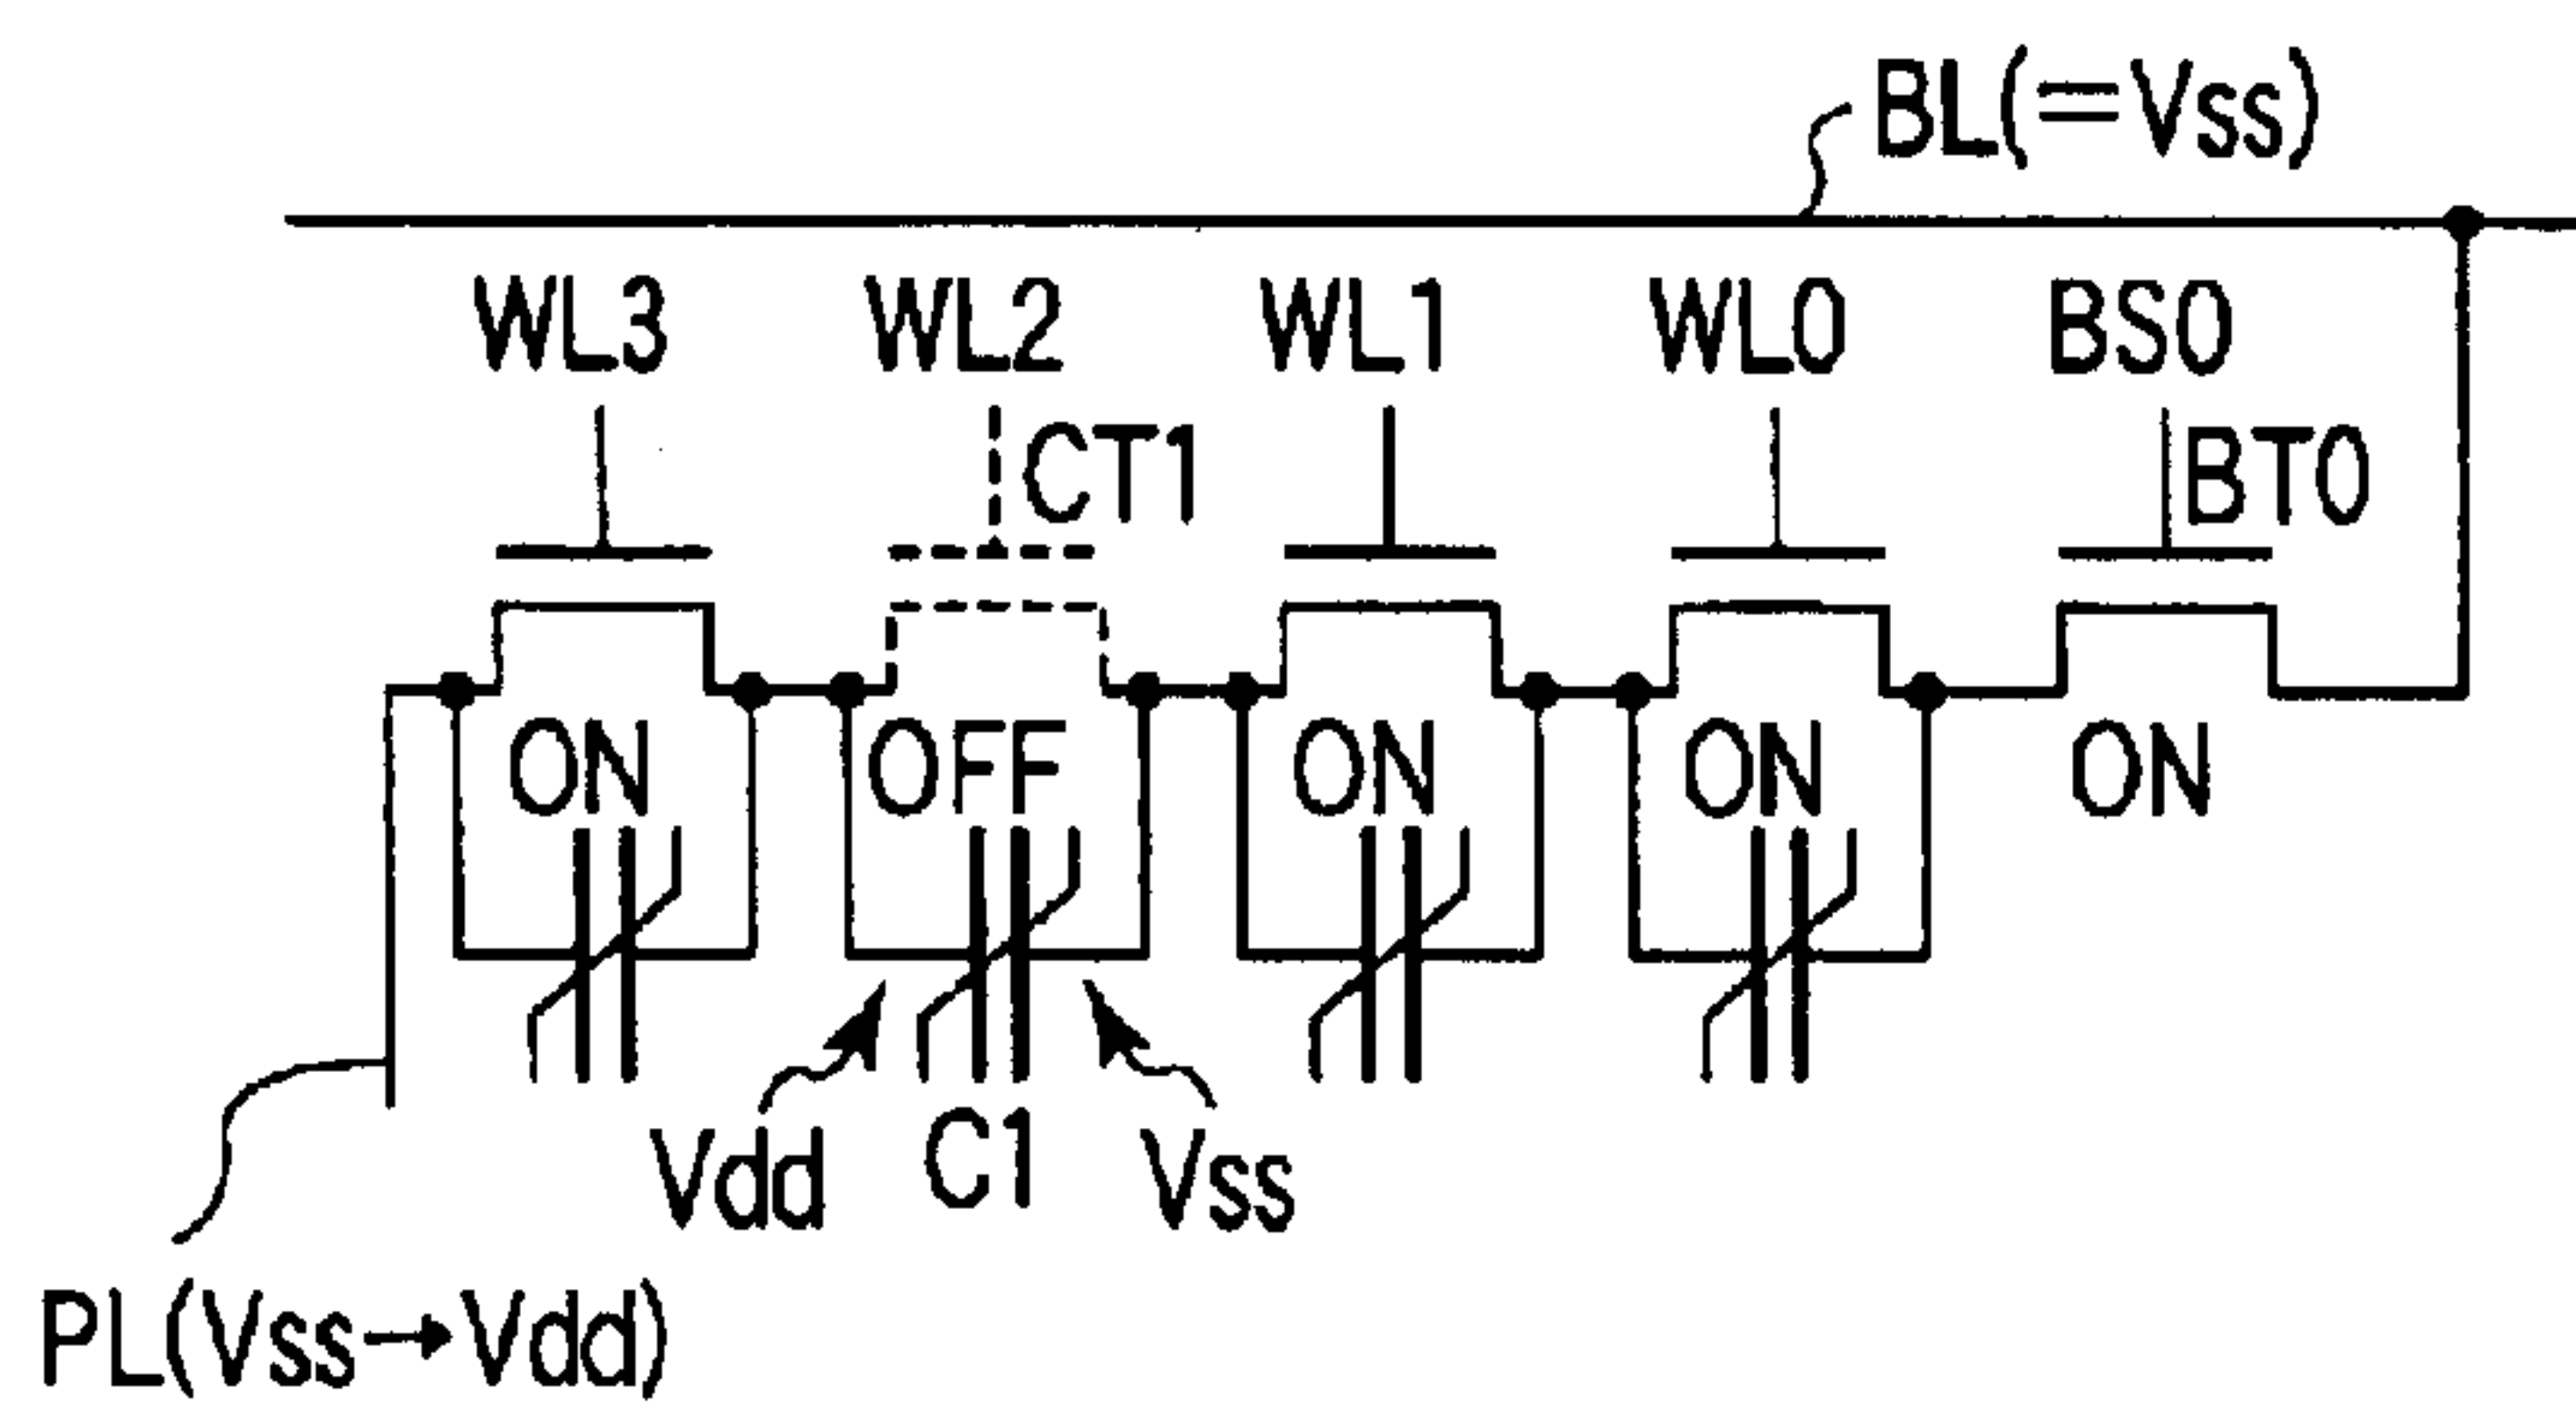 BL(=Vss)
WL3 WL2 WL1 WL0 BS0
CT1 BT0
ON OFF ON ON ON
Vdd C1 Vss
PL(Vss→Vdd)